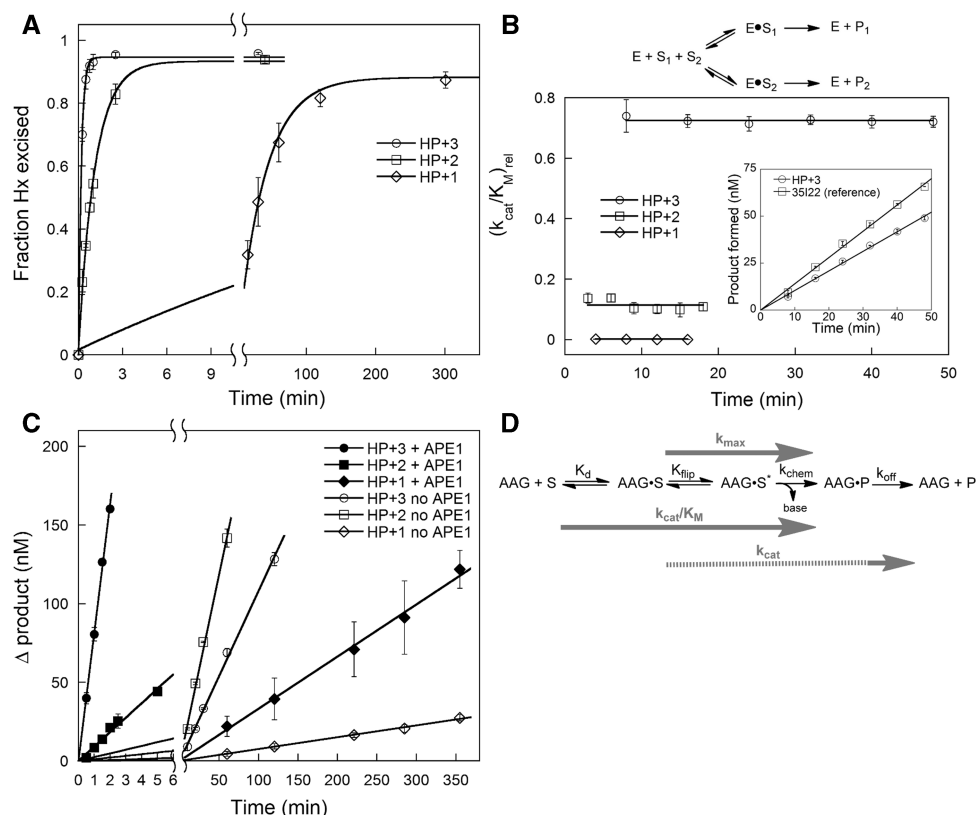 A
Fraction Hx excised
1
0.8
0.6
0.4
0.2
0
HP+3
HP+2
HP+1
0 3 6 9 100 200 300
Time (min)
B
E + S1 + S2
E•S1
E + P1
E•S2
E + P2
(kcat/KM)rel
0.8
0.6
0.4
0.2
0
HP+3
HP+2
HP+1
Product formed (nM)
75
50
25
0
HP+3
35I22 (reference)
0 10 20 30 40 50
Time (min)
0 10 20 30 40 50
Time (min)
C
Δ product (nM)
200
150
100
50
0
HP+3 + APE1
HP+2 + APE1
HP+1 + APE1
HP+3 no APE1
HP+2 no APE1
HP+1 no APE1
0 1 2 3 4 5 6 50 100 150 200 250 300 350
Time (min)
D
kmax
Kd Kflip kchem koff
AAG + S AAG•S AAG•S* AAG•P AAG + P
base
kcat/KM
kcat